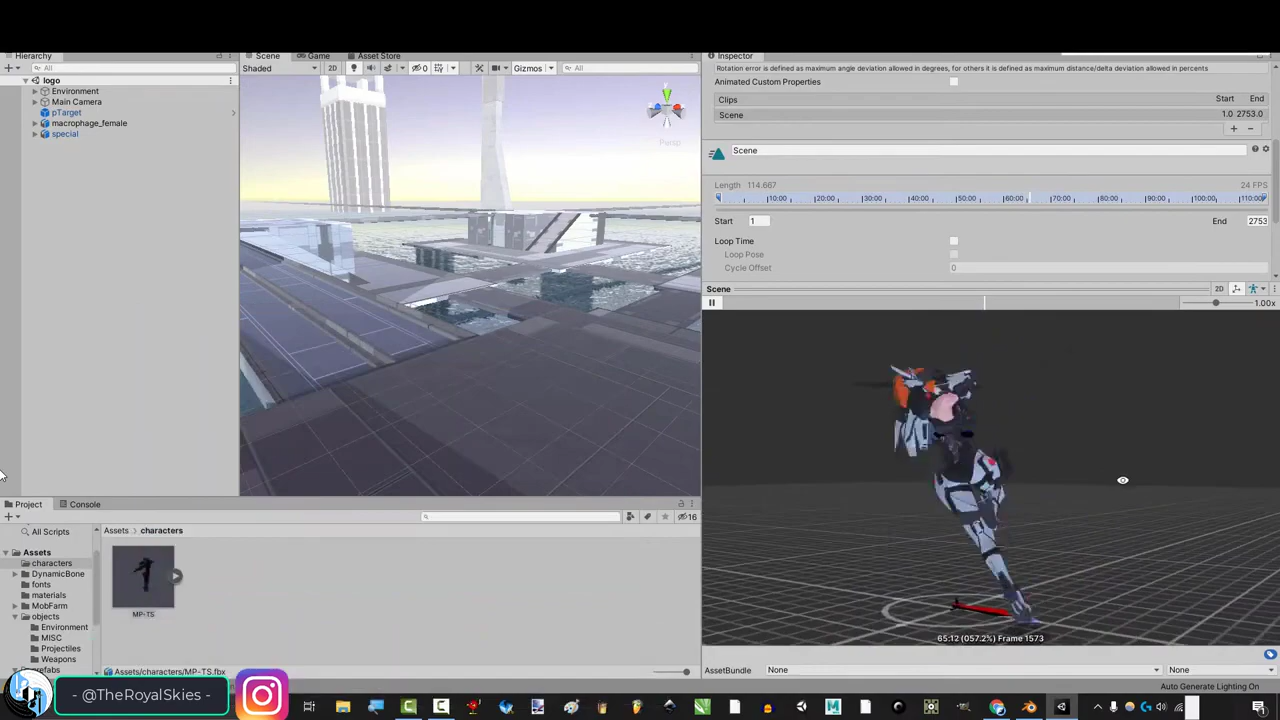 Hierarchy
All
logo
Environment
Main Camera
pTarget
macrophage_female
special
Scene Game Asset Store
Shaded 2D 0 Gizmos All
Persp
Inspector
Rotation error is defined as maximum angle deviation allowed in degrees, for others it is defined as maximum distance/delta deviation allowed in percents
Animated Custom Properties
Clips Start End
Scene 1.0 2753.0
Scene
Length 114.667 24 FPS
10:00 20:00 30:00 40:00 50:00 60:00 70:00 80:00 90:00 100:00 110:00
Start 1 End 2753
Loop Time
Loop Pose
Cycle Offset 0
Scene 2D
1.00x
65:12 (057.2%) Frame 1573
AssetBundle None None
Auto Generate Lighting On
Project Console
16
All Scripts
Assets
characters
DynamicBone
fonts
materials
MobFarm
objects
Environment
MISC
Projectiles
Weapons
prefabs
Assets characters
MP-TS
Assets/characters/MP-TS.fbx
- @TheRoyalSkies -